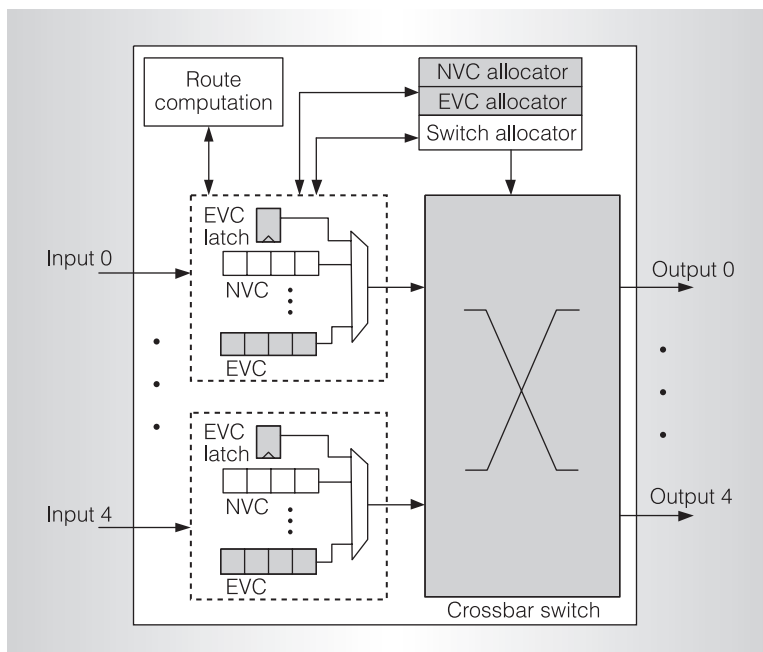 Route
computation
NVC allocator
EVC allocator
Switch allocator
EVC
latch
NVC
EVC
Input 0
Output 0
EVC
latch
NVC
EVC
Input 4
Output 4
Crossbar switch